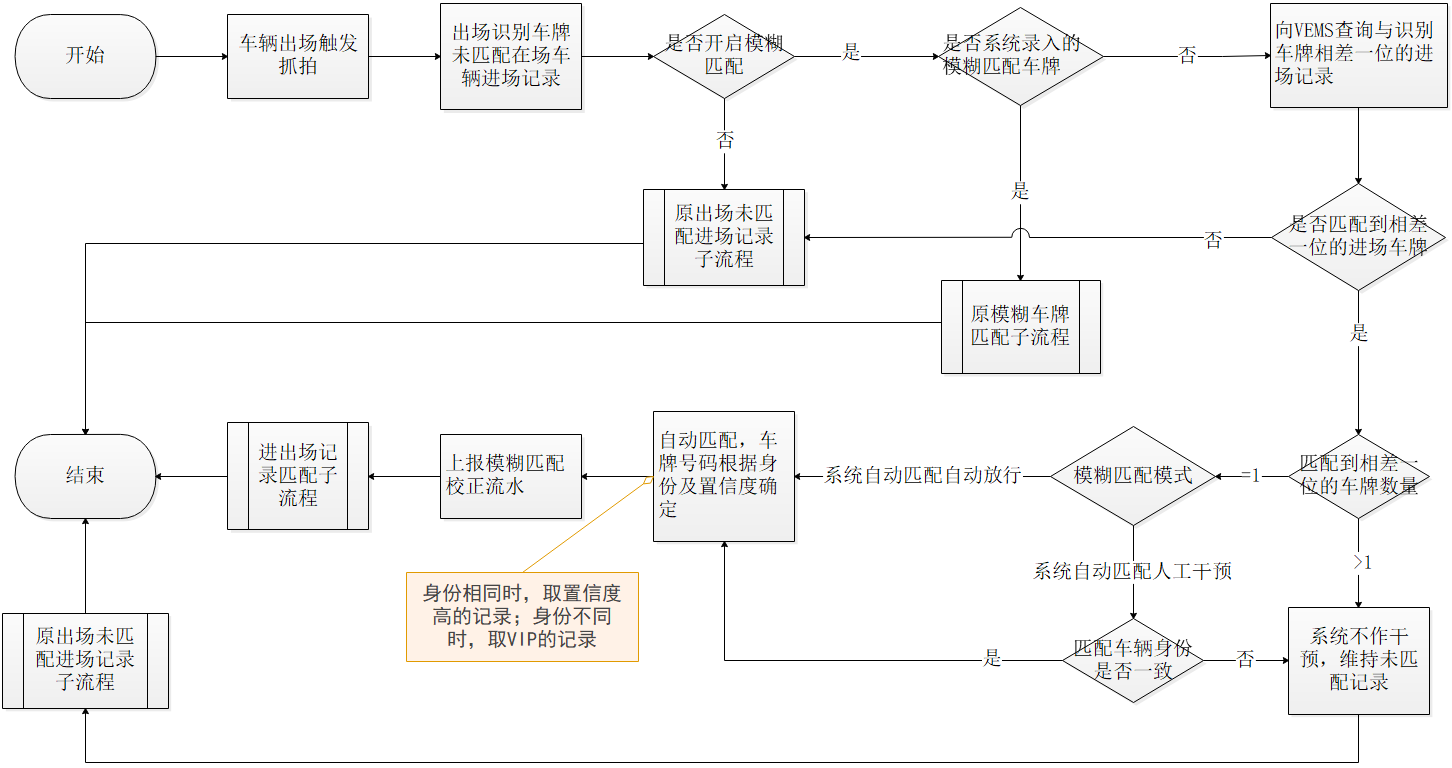 开始
车辆出场触发
抓拍
出场识别车牌
未匹配在场车
辆进场记录
是否开启模糊
匹配
是
是否系统录入的
模糊匹配车牌
否
向VEMS查询与识别
车牌相差一位的进
场记录
否
是
原出场未匹
配进场记录
子流程
否
是否匹配到相差
一位的进场车牌
原模糊车牌
匹配子流程
是
结束
进出场记
录匹配子
流程
上报模糊匹配
校正流水
自动匹配，车
牌号码根据身
份及置信度确
定
系统自动匹配自动放行
模糊匹配模式
=1
匹配到相差一
位的车牌数量
>1
系统自动匹配人工干预
身份相同时，取置信度
高的记录；身份不同
时，取VIP的记录
原出场未匹
配进场记录
子流程
是
匹配车辆身份
是否一致
否
系统不作干
预，维持未匹
配记录